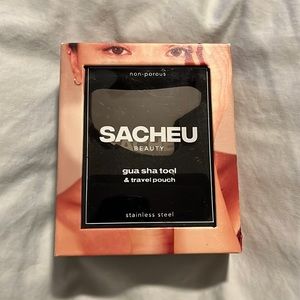 non-porous
SACHEU
BEAUTY
gua sha tool
& travel pouch
stainless steel